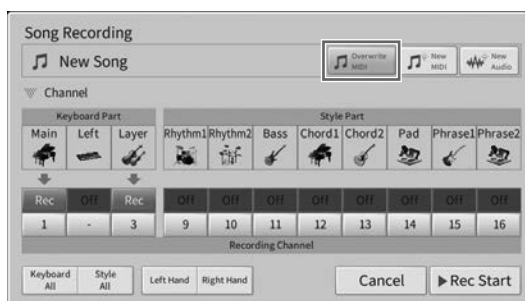 Song Recording
New Song
Overwrite MIDI
New MIDI
New Audio
Channel
Keyboard Part
Style Part
Main Left Layer Rhythm1 Rhythm2 Bass Chord1 Chord2 Pad Phrase1 Phrase2
Rec Off Rec Off Off Off Off Off Off Off Off
1 - 3 9 10 11 12 13 14 15 16
Recording Channel
Keyboard All
Style All
Left Hand
Right Hand
Cancel
Rec Start